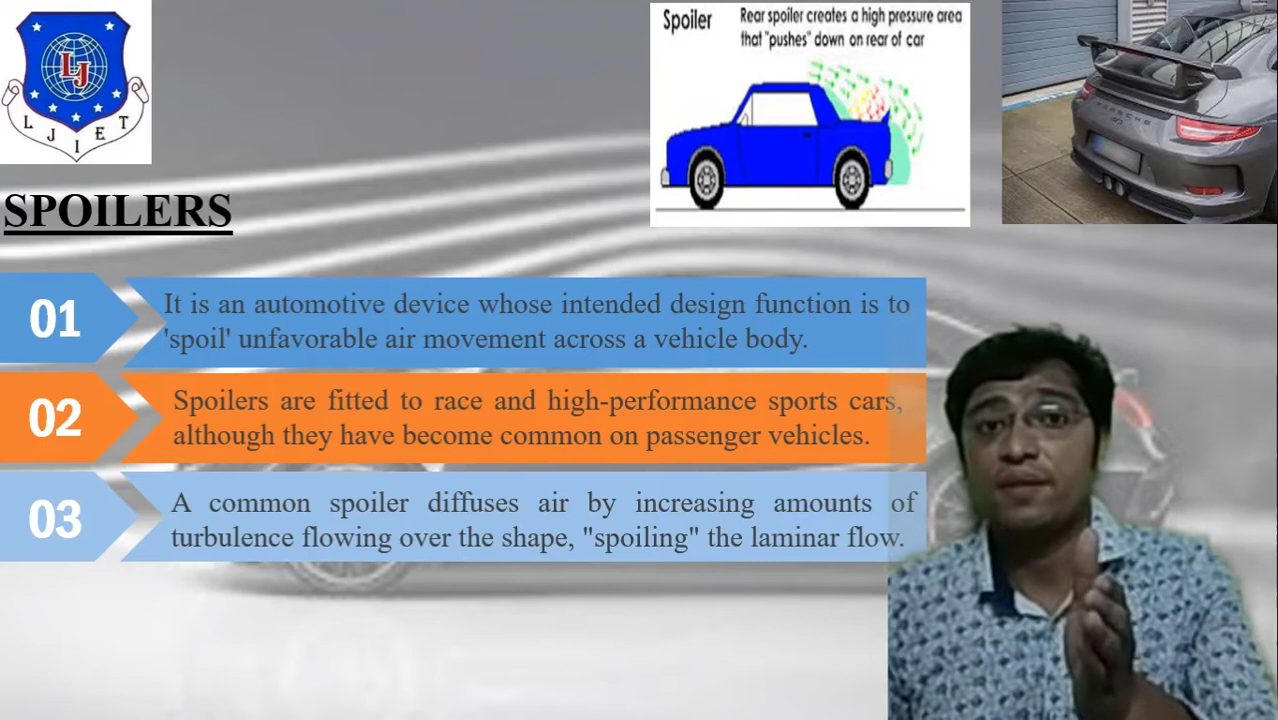 LJ
L J I E T
Spoiler
Rear spoiler creates a high pressure area
that "pushes" down on rear of car
PORSCHE
SPOILERS
01
It is an automotive device whose intended design function is to
'spoil' unfavorable air movement across a vehicle body.
02
Spoilers are fitted to race and high-performance sports cars,
although they have become common on passenger vehicles.
03
A common spoiler diffuses air by increasing amounts of
turbulence flowing over the shape, "spoiling" the laminar flow.